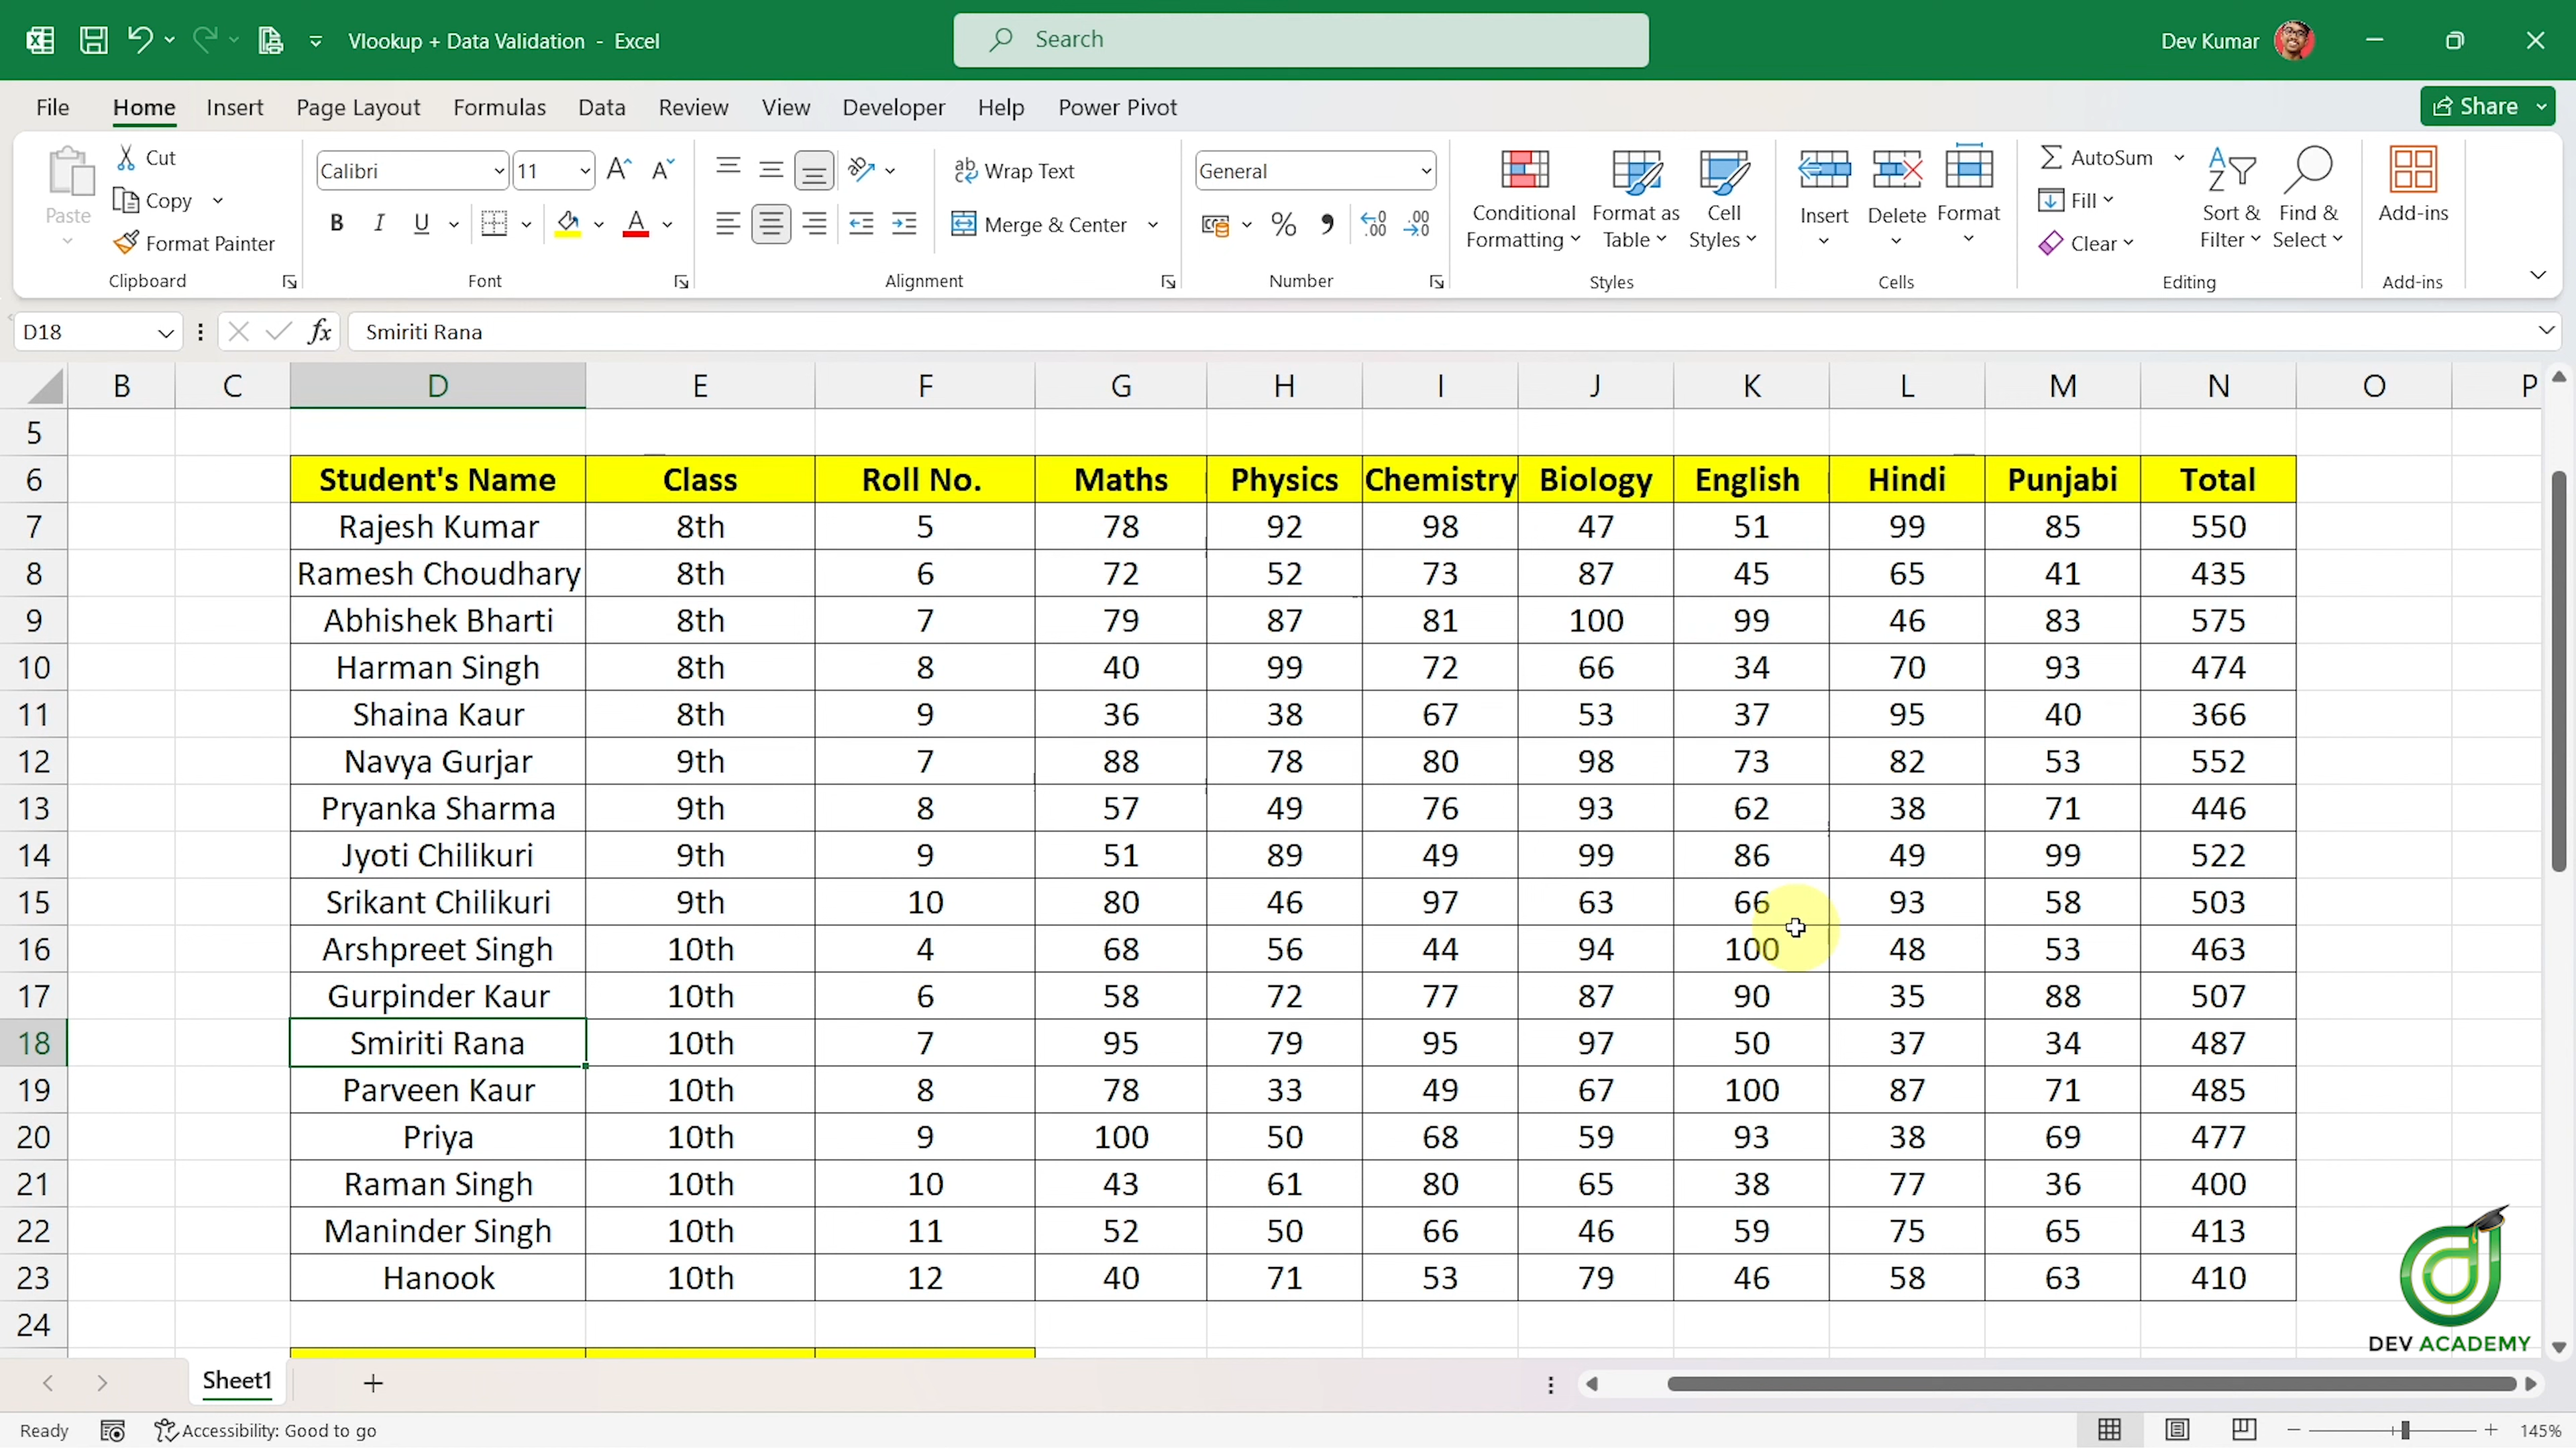 Vlookup + Data Validation - Excel
Search
Dev Kumar
File Home Insert Page Layout Formulas Data Review View Developer Help Power Pivot
Share
Paste
Cut
Copy
Format Painter
Clipboard
Calibri 11
B I U
Font
Wrap Text
Merge & Center
Alignment
General
Number
Conditional Formatting
Format as Table
Cell Styles
Styles
Insert Delete Format
Cells
AutoSum
Fill
Clear
Sort & Filter
Find & Select
Editing
Add-ins
Add-ins
D18 fx Smiriti Rana
B C D E F G H I J K L M N O P
5
6 Student's Name Class Roll No. Maths Physics Chemistry Biology English Hindi Punjabi Total
7 Rajesh Kumar 8th 5 78 92 98 47 51 99 85 550
8 Ramesh Choudhary 8th 6 72 52 73 87 45 65 41 435
9 Abhishek Bharti 8th 7 79 87 81 100 99 46 83 575
10 Harman Singh 8th 8 40 99 72 66 34 70 93 474
11 Shaina Kaur 8th 9 36 38 67 53 37 95 40 366
12 Navya Gurjar 9th 7 88 78 80 98 73 82 53 552
13 Pryanka Sharma 9th 8 57 49 76 93 62 38 71 446
14 Jyoti Chilikuri 9th 9 51 89 49 99 86 49 99 522
15 Srikant Chilikuri 9th 10 80 46 97 63 66 93 58 503
16 Arshpreet Singh 10th 4 68 56 44 94 100 48 53 463
17 Gurpinder Kaur 10th 6 58 72 77 87 90 35 88 507
18 Smiriti Rana 10th 7 95 79 95 97 50 37 34 487
19 Parveen Kaur 10th 8 78 33 49 67 100 87 71 485
20 Priya 10th 9 100 50 68 59 93 38 69 477
21 Raman Singh 10th 10 43 61 80 65 38 77 36 400
22 Maninder Singh 10th 11 52 50 66 46 59 75 65 413
23 Hanook 10th 12 40 71 53 79 46 58 63 410
24
DEV ACADEMY
Sheet1
Ready Accessibility: Good to go 145%